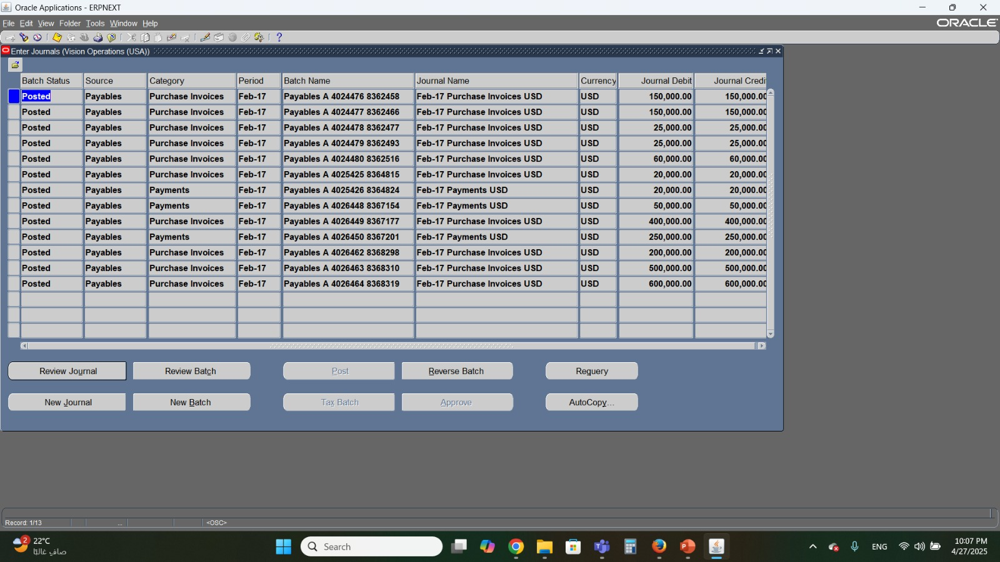 Oracle Applications - ERPNEXT
File Edit View Folder Tools Window Help
ORACLE
Enter Journals (Vision Operations (USA))
Batch Status Source Category Period Batch Name Journal Name Currency Journal Debit Journal Credi
Posted Payables Purchase Invoices Feb-17 Payables A 4024476 8362458 Feb-17 Purchase Invoices USD USD 150,000.00 150,000.00
Posted Payables Purchase Invoices Feb-17 Payables A 4024477 8362466 Feb-17 Purchase Invoices USD USD 150,000.00 150,000.00
Posted Payables Purchase Invoices Feb-17 Payables A 4024478 8362477 Feb-17 Purchase Invoices USD USD 25,000.00 25,000.00
Posted Payables Purchase Invoices Feb-17 Payables A 4024479 8362493 Feb-17 Purchase Invoices USD USD 25,000.00 25,000.00
Posted Payables Purchase Invoices Feb-17 Payables A 4024480 8362516 Feb-17 Purchase Invoices USD USD 60,000.00 60,000.00
Posted Payables Purchase Invoices Feb-17 Payables A 4025425 8364815 Feb-17 Purchase Invoices USD USD 20,000.00 20,000.00
Posted Payables Payments Feb-17 Payables A 4025426 8364824 Feb-17 Payments USD USD 20,000.00 20,000.00
Posted Payables Payments Feb-17 Payables A 4026448 8367154 Feb-17 Payments USD USD 50,000.00 50,000.00
Posted Payables Purchase Invoices Feb-17 Payables A 4026449 8367177 Feb-17 Purchase Invoices USD USD 400,000.00 400,000.00
Posted Payables Payments Feb-17 Payables A 4026450 8367201 Feb-17 Payments USD USD 250,000.00 250,000.00
Posted Payables Purchase Invoices Feb-17 Payables A 4026462 8368298 Feb-17 Purchase Invoices USD USD 200,000.00 200,000.00
Posted Payables Purchase Invoices Feb-17 Payables A 4026463 8368310 Feb-17 Purchase Invoices USD USD 500,000.00 500,000.00
Posted Payables Purchase Invoices Feb-17 Payables A 4026464 8368319 Feb-17 Purchase Invoices USD USD 600,000.00 600,000.00
Review Journal Review Batch Post Reverse Batch Requery
New Journal New Batch Tax Batch Approve AutoCopy...
Record: 1/13 ... <OSC>
2 22°C
صافٍ غالبًا
Search
ENG
10:07 PM
4/27/2025